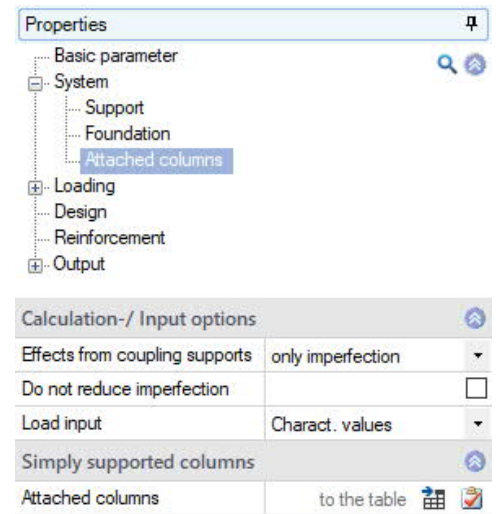 Properties
Basic parameter
System
Support
Foundation
Attached columns
Loading
Design
Reinforcement
Output
Calculation-/ Input options
Effects from coupling supports only imperfection
Do not reduce imperfection
Load input Charact. values
Simply supported columns
Attached columns to the table